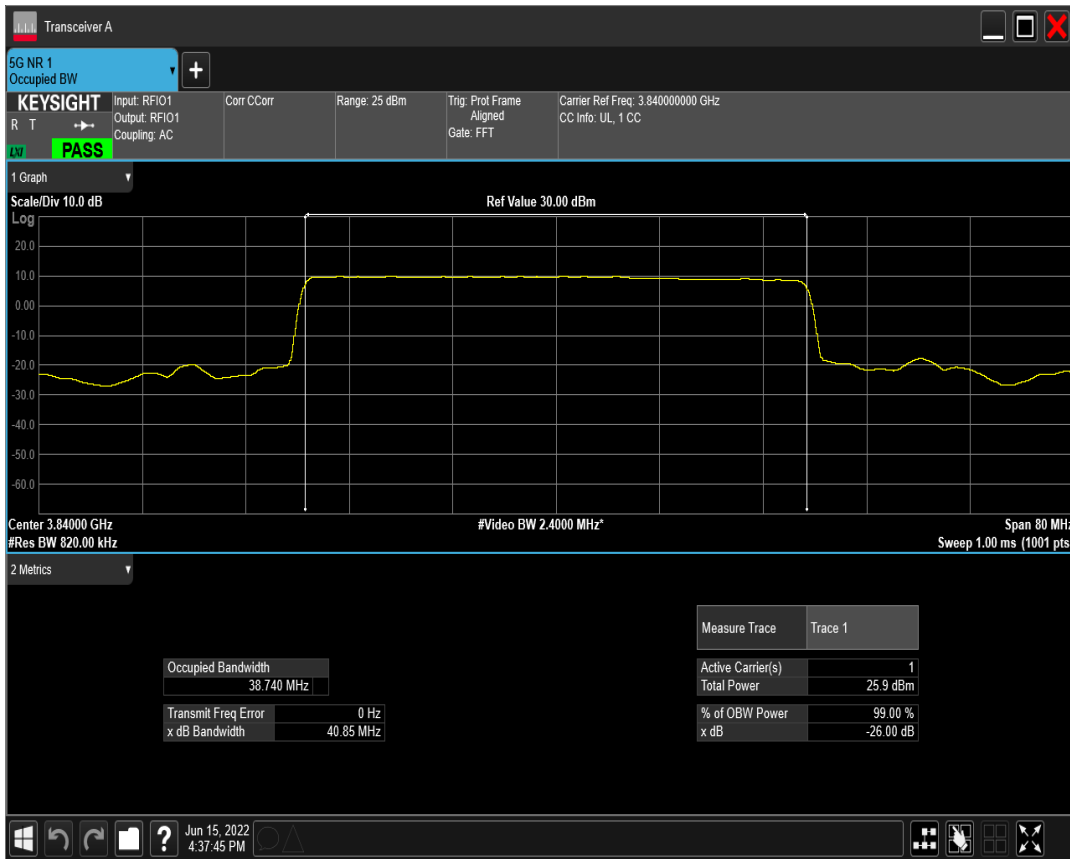 Transceiver A
5G NR 1
Occupied BW
+
KEYSIGHT
R T
LXI
PASS
Input: RFIO1
Output: RFIO1
Coupling: AC
Corr CCorr
Range: 25 dBm
Trig: Prot Frame
Aligned
Gate: FFT
Carrier Ref Freq: 3.840000000 GHz
CC Info: UL, 1 CC
1 Graph
Scale/Div 10.0 dB
Ref Value 30.00 dBm
Log
20.0
10.0
0.00
-10.0
-20.0
-30.0
-40.0
-50.0
-60.0
Center 3.84000 GHz
#Video BW 2.4000 MHz*
Span 80 MHz
#Res BW 820.00 kHz
Sweep 1.00 ms (1001 pts
2 Metrics
Measure Trace Trace 1
Occupied Bandwidth
38.740 MHz
Active Carrier(s) 1
Total Power 25.9 dBm
Transmit Freq Error 0 Hz
x dB Bandwidth 40.85 MHz
% of OBW Power 99.00 %
x dB -26.00 dB
?
Jun 15, 2022
4:37:45 PM